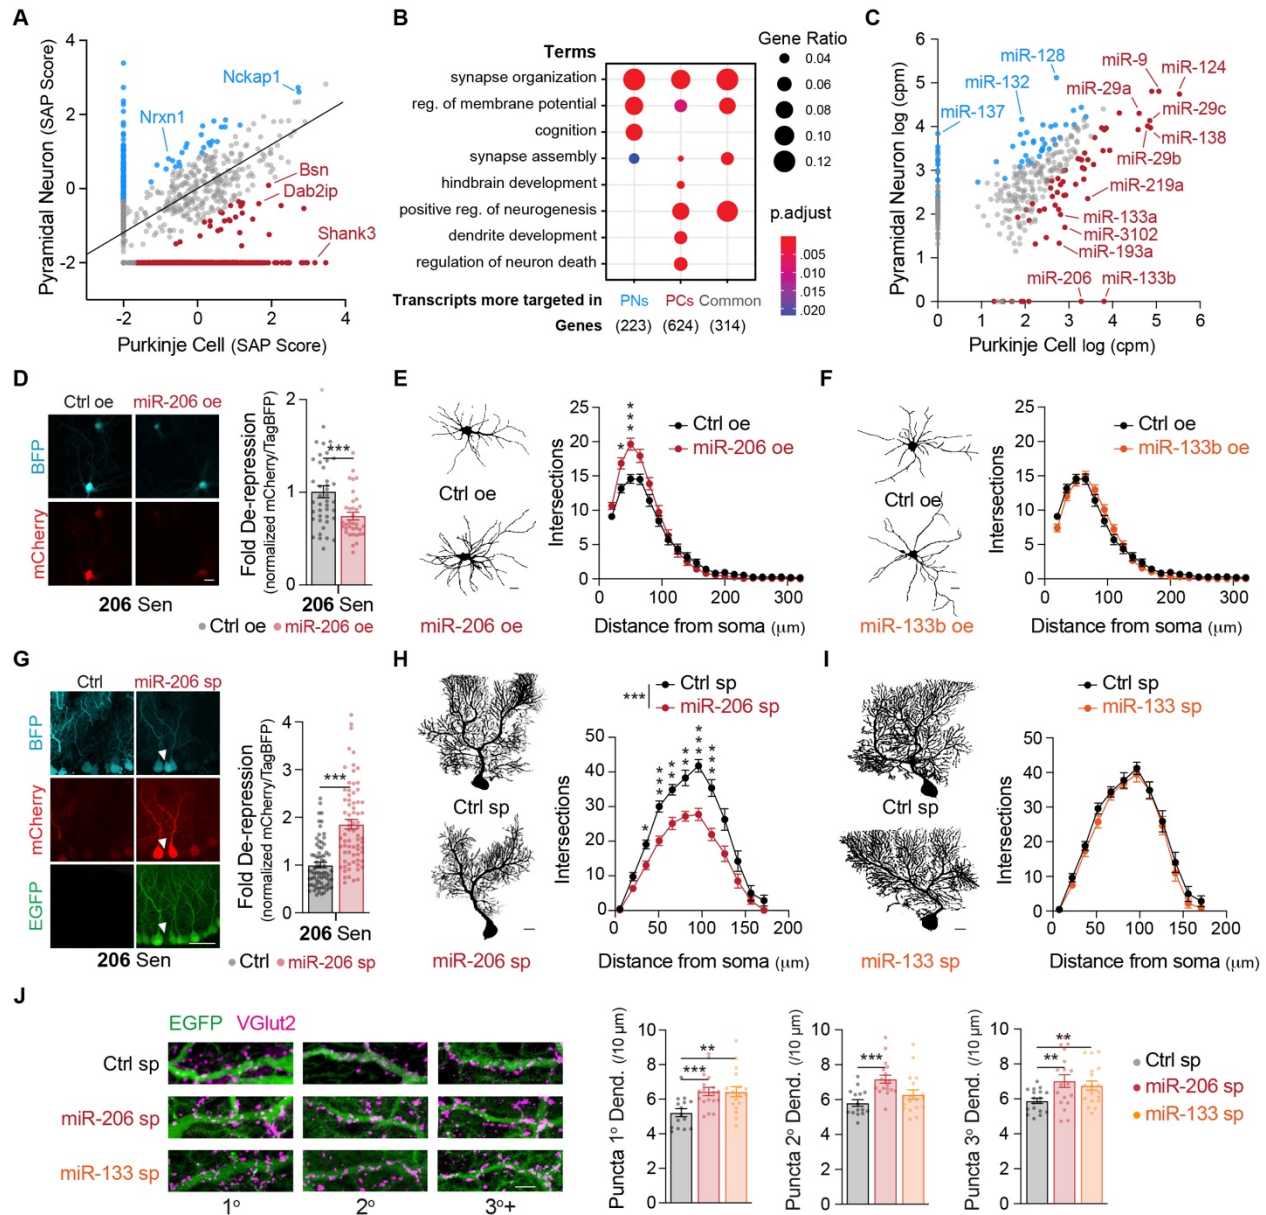 A
Pyramidal Neuron (SAP Score)
4
2
0
-2
-2
0
2
4
Purkinje Cell (SAP Score)
Nckap1
Nrxn1
Bsn
Dab2ip
Shank3
B
Terms
synapse organization
reg. of membrane potential
cognition
synapse assembly
hindbrain development
positive reg. of neurogenesis
dendrite development
regulation of neuron death
Transcripts more targeted in PNs PCs Common
Genes (223) (624) (314)
Gene Ratio
0.04
0.06
0.08
0.10
0.12
p.adjust
.005
.010
.015
.020
C
Pyramidal Neuron log (cpm)
6
5
4
3
2
1
0
0 1 2 3 4 5 6
Purkinje Cell log (cpm)
miR-128
miR-9
miR-124
miR-132
miR-29a
miR-29c
miR-137
miR-138
miR-29b
miR-219a
miR-133a
miR-3102
miR-193a
miR-206
miR-133b
D
Ctrl oe miR-206 oe
BFP
mCherry
206 Sen
Fold De-repression
(normalized mCherry/TagBFP)
2
1
0
***
206 Sen
Ctrl oe miR-206 oe
E
Ctrl oe
miR-206 oe
Intersections
25
20
15
10
5
0
0 100 200 300
Distance from soma (μm)
*
***
Ctrl oe
miR-206 oe
F
Ctrl oe
miR-133b oe
Intersections
25
20
15
10
5
0
0 100 200 300
Distance from soma (μm)
Ctrl oe
miR-133b oe
G
Ctrl miR-206 sp
BFP
mCherry
EGFP
206 Sen
Fold De-repression
(normalized mCherry/TagBFP)
4
3
2
1
0
***
206 Sen
Ctrl miR-206 sp
H
Ctrl sp
miR-206 sp
***
Ctrl sp
miR-206 sp
Intersections
50
40
30
20
10
0
0 50 100 150 200
Distance from soma (μm)
*
***
**
**
***
**
I
Ctrl sp
miR-133 sp
Ctrl sp
miR-133 sp
Intersections
50
40
30
20
10
0
0 50 100 150 200
Distance from soma (μm)
J
EGFP VGlut2
Ctrl sp
miR-206 sp
miR-133 sp
1° 2° 3°+
Puncta 1° Dend. (/10 μm)
10
8
6
4
2
0
**
***
Puncta 2° Dend. (/10 μm)
10
8
6
4
2
0
***
Puncta 3° Dend. (/10 μm)
10
8
6
4
2
0
**
**
Ctrl sp
miR-206 sp
miR-133 sp